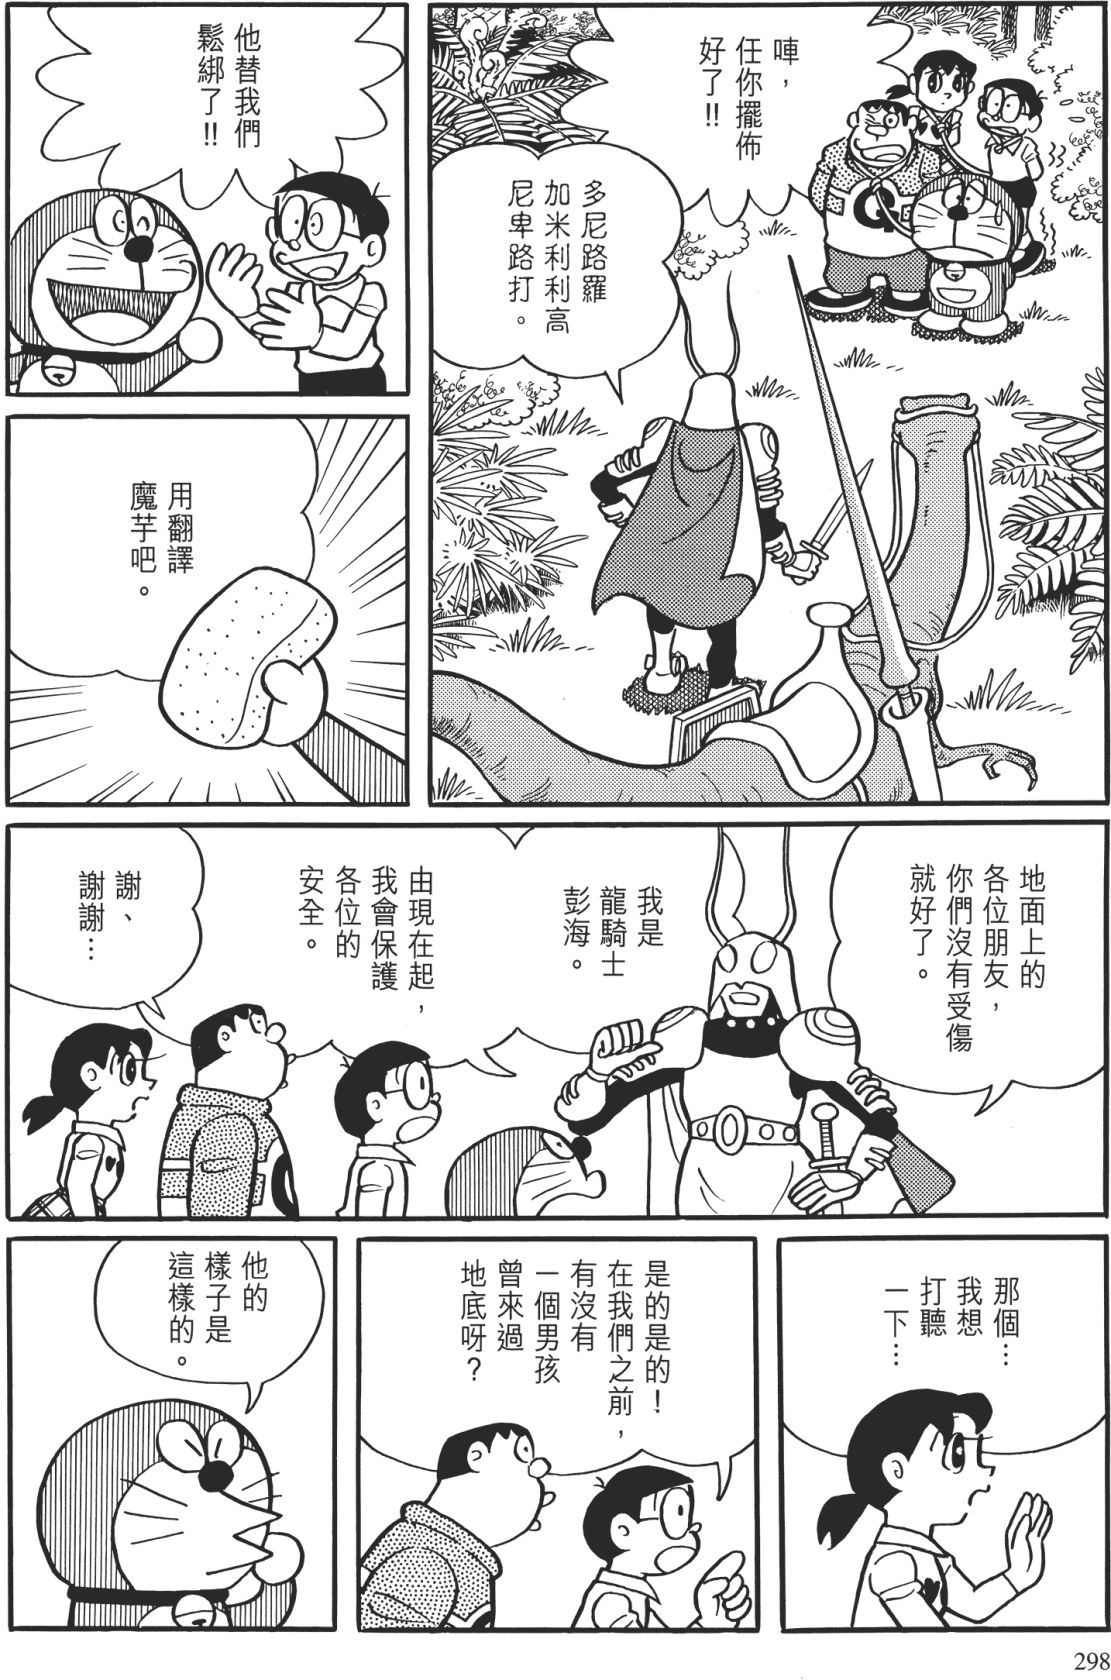 呸，
任你擺佈
好了!!
多尼路羅
加米利利高
尼卑路打。
他替我們
鬆綁了!!
用翻譯
魔芋吧。
地面上的
各位朋友，
你們沒有受傷
就好了。
我是
龍騎士
彭海。
由現在起，
我會保護
各位的
安全。
謝、
謝謝…
那個…
我想
打聽
一下…
是的是的！
在我們之前，
有沒有
一個男孩
曾來過
地底呀？
他的
樣子是
這樣的。
298